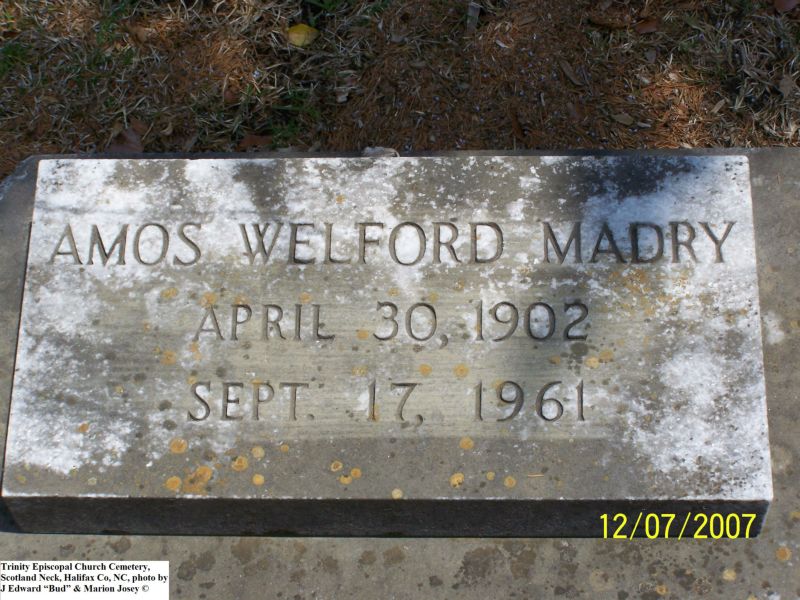 AMOS WELFORD MADRY
APRIL 30, 1902
SEPT. 17, 1961
12/07/2007
Trinity Episcopal Church Cemetery,
Scotland Neck, Halifax Co, NC, photo by
J Edward “Bud” & Marion Josey ©